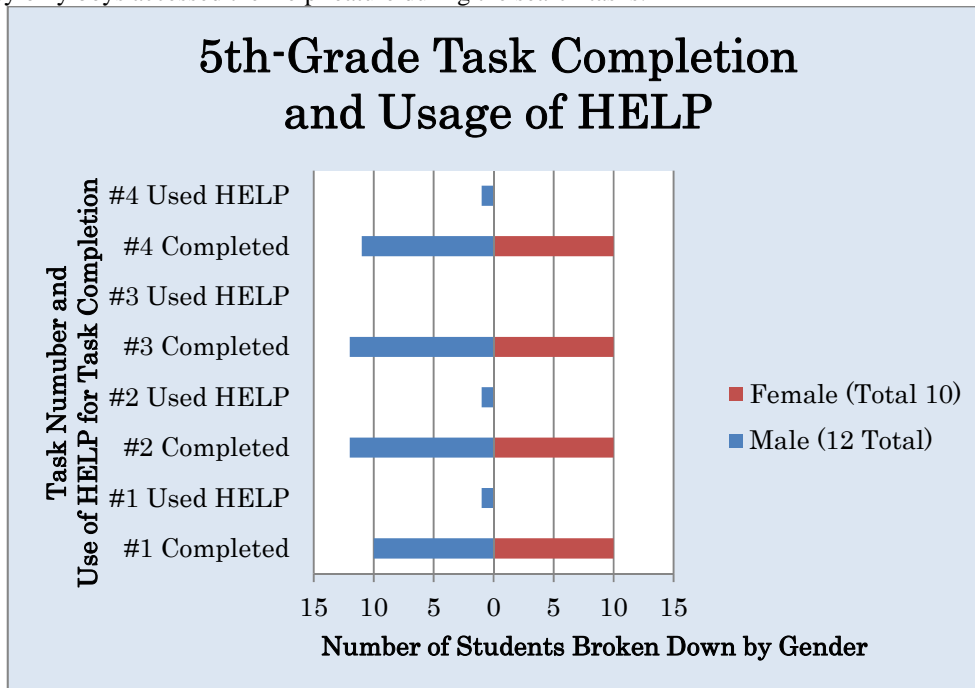 5th-Grade Task Completion
and Usage of HELP
Task Numuber and
Use of HELP for Task Completion
#4 Used HELP
#4 Completed
#3 Used HELP
#3 Completed
#2 Used HELP
#2 Completed
#1 Used HELP
#1 Completed
Female (Total 10)
Male (12 Total)
15 10 5 0 5 10 15
Number of Students Broken Down by Gender